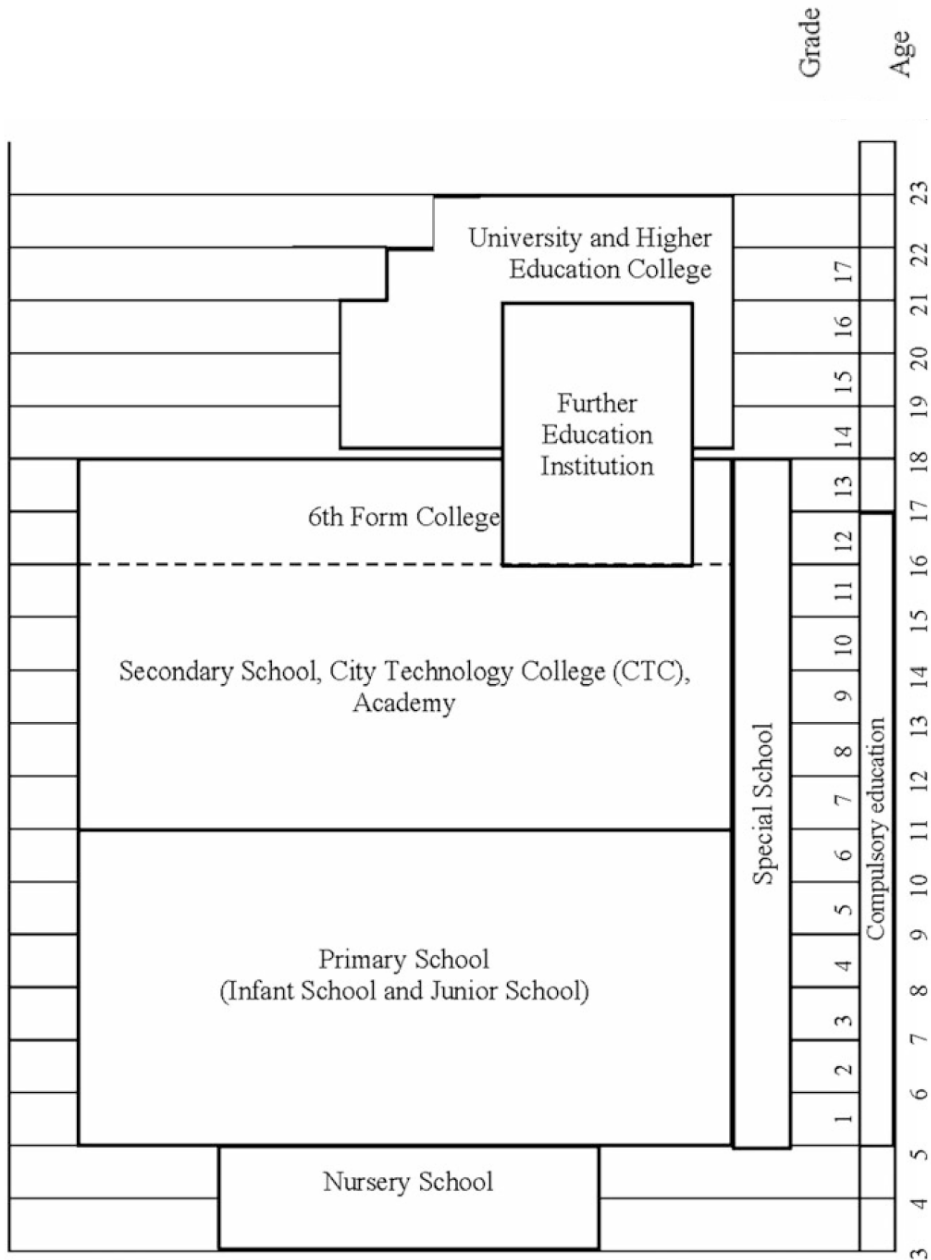 Grade
Age
University and Higher
Education College
Further
Education
Institution
6th Form College
Secondary School, City Technology College (CTC),
Academy
Primary School
(Infant School and Junior School)
Nursery School
Special School
17
16
15
14
13
12
11
10
9
8
7
6
5
4
3
2
1
Compulsory education
23
22
21
20
19
18
17
16
15
14
13
12
11
10
9
8
7
6
5
4
3